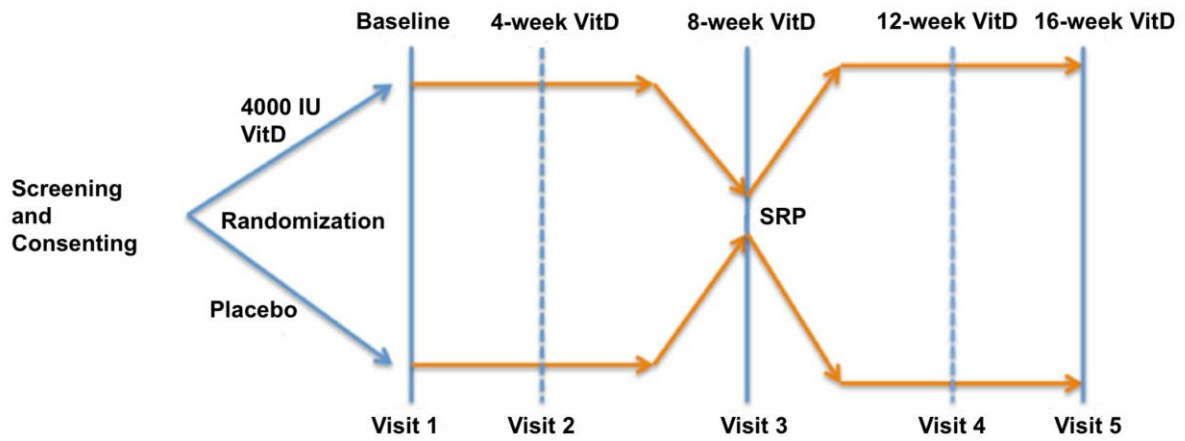 Baseline 4-week VitD 8-week VitD 12-week VitD 16-week VitD
4000 IU
VitD
Screening
and
Consenting
Randomization
SRP
Placebo
Visit 1 Visit 2 Visit 3 Visit 4 Visit 5